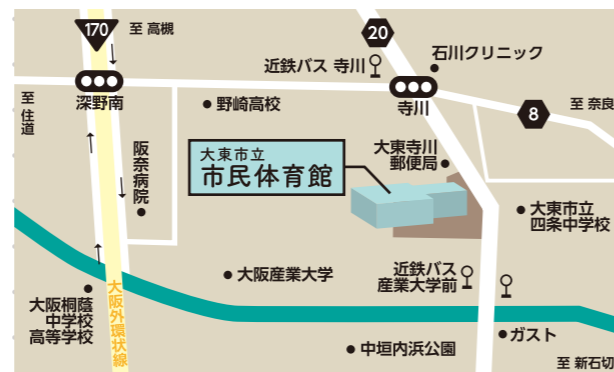 170
至 高槻
20
石川クリニック
近鉄バス 寺川
深野南
野崎高校
寺川
至 奈良
8
至 住道
阪奈病院
大東市立
市民体育館
大東寺川
郵便局
大東市立
四条中学校
大阪産業大学
近鉄バス
産業大学前
大阪桐蔭
中学校
高等学校
大阪外環状線
ガスト
中垣内浜公園
至 新石切